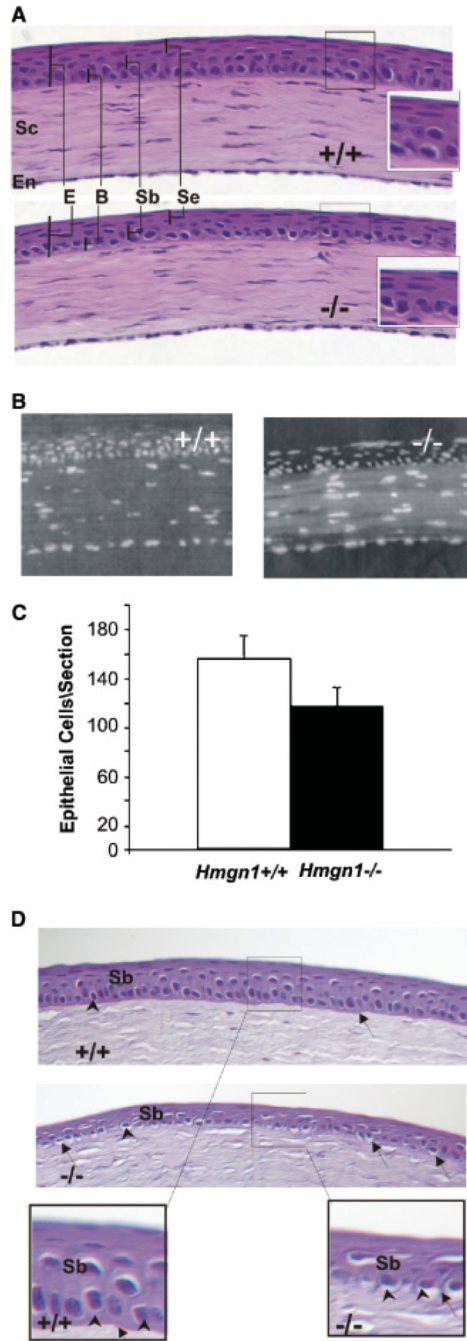 A
Sc
+/+
En
E B Sb Se
-/-
B
+/+ -/-
C
Epithelial Cells\Section
180
140
100
60
20
0
Hmgn1+/+ Hmgn1-/-
D
Sb
+/+
Sb
-/-
Sb
+/+
Sb
-/-